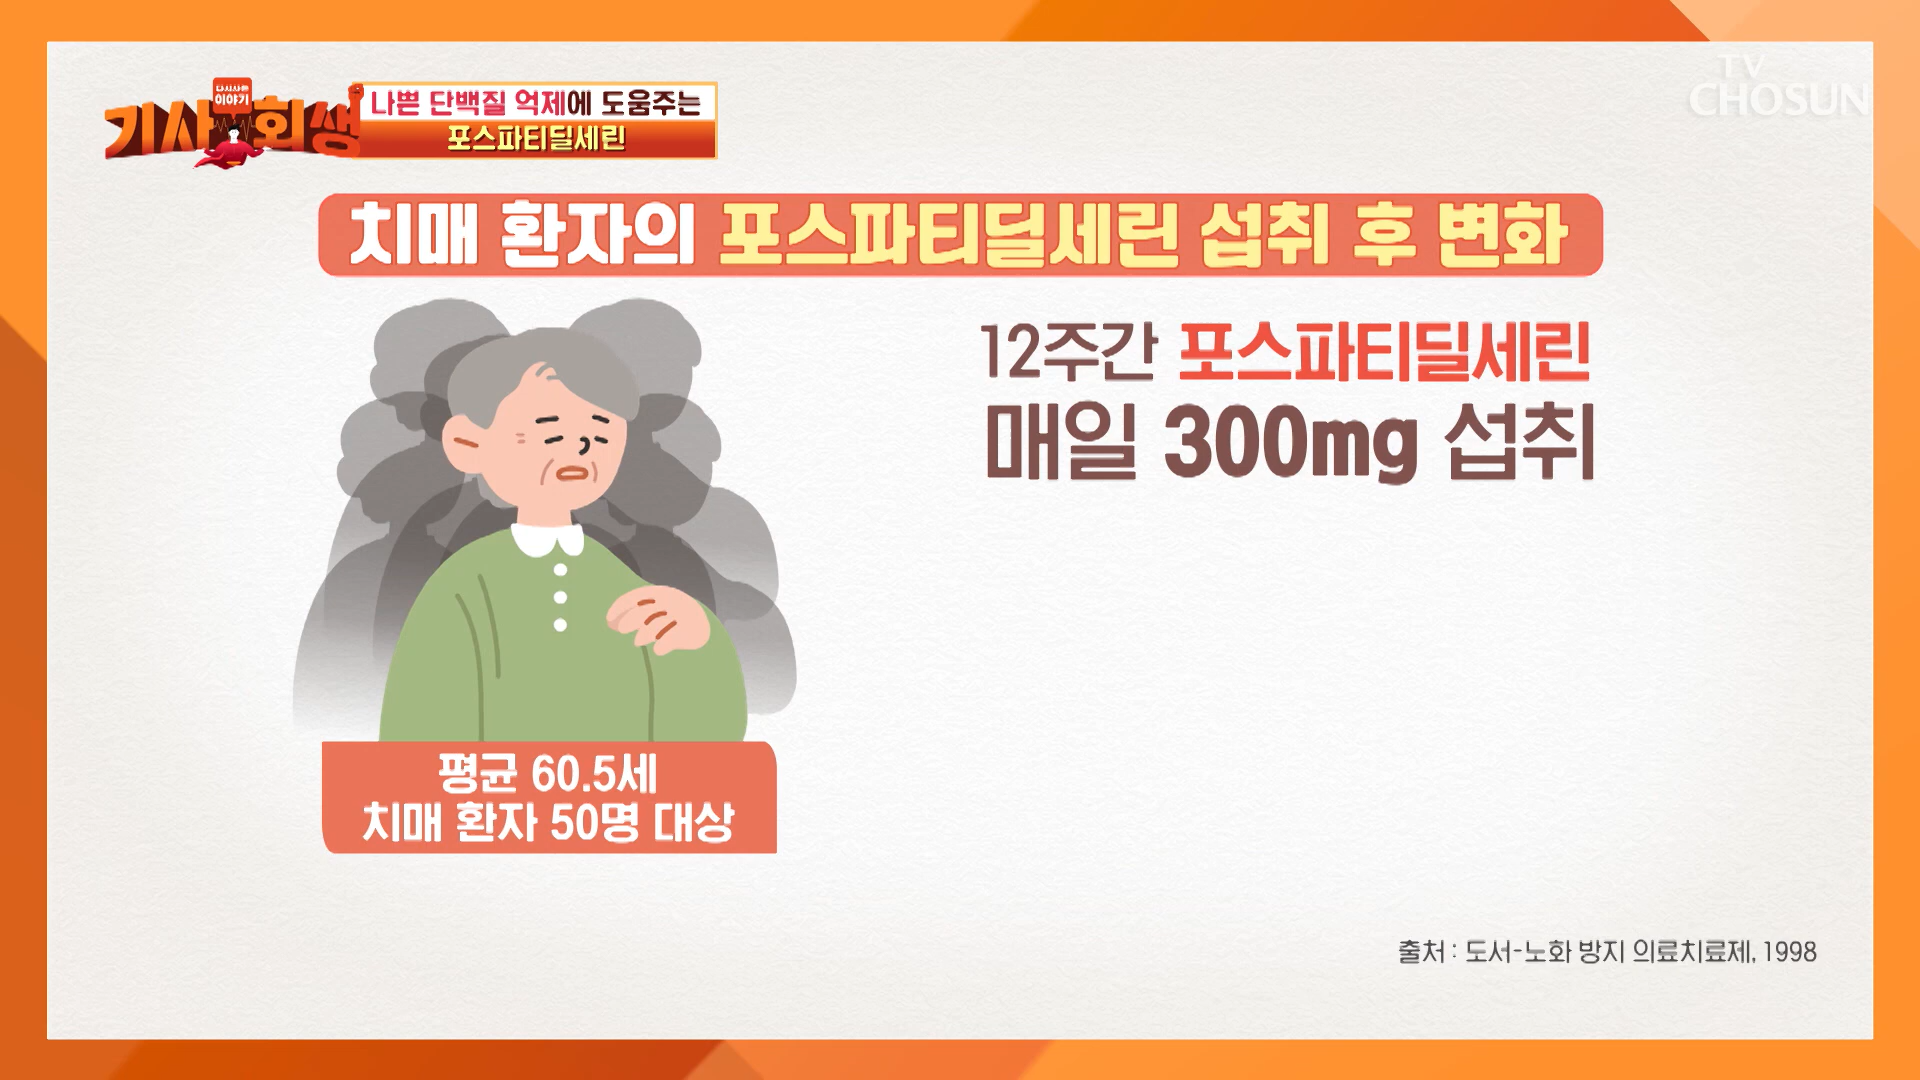 다시 사는
이야기
기사회생
나쁜 단백질 억제에 도움주는
포스파티딜세린
TV
CHOSUN
치매 환자의 포스파티딜세린 섭취 후 변화
12주간 포스파티딜세린
매일 300mg 섭취
평균 60.5세
치매 환자 50명 대상
출처 : 도서-노화 방지 의료치료제, 1998